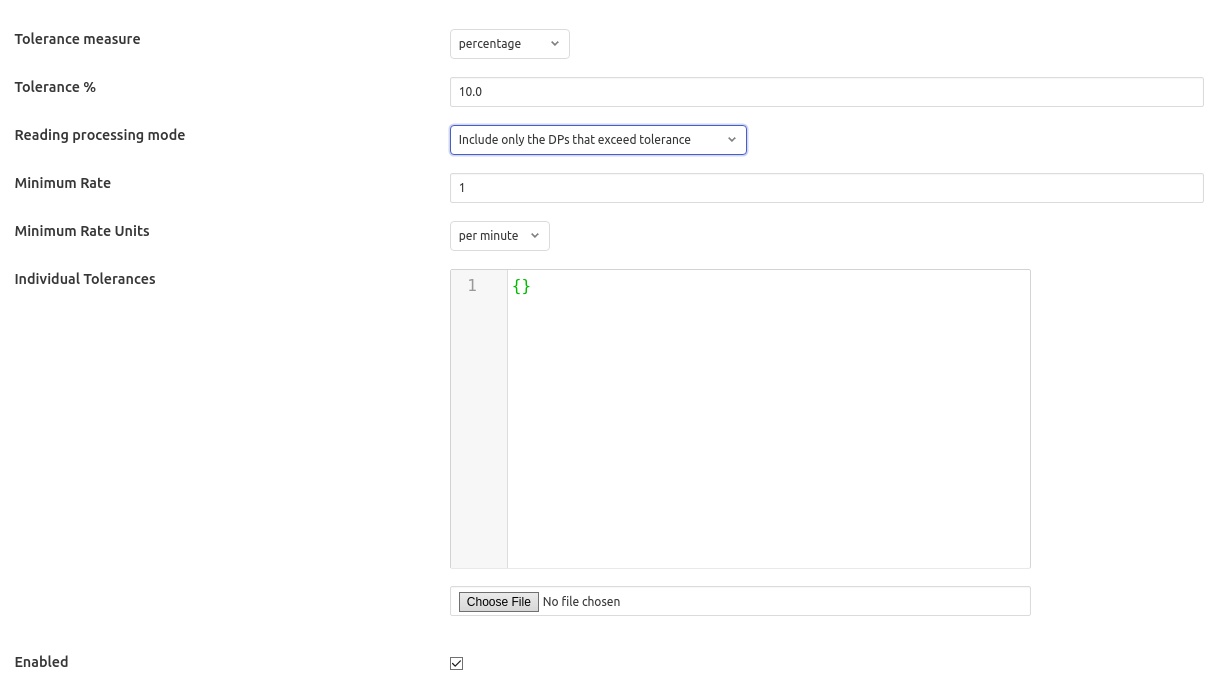 Tolerance measure
percentage
Tolerance %
10.0
Reading processing mode
Include only the DPs that exceed tolerance
Minimum Rate
1
Minimum Rate Units
per minute
Individual Tolerances
1 {}
Choose File No file chosen
Enabled